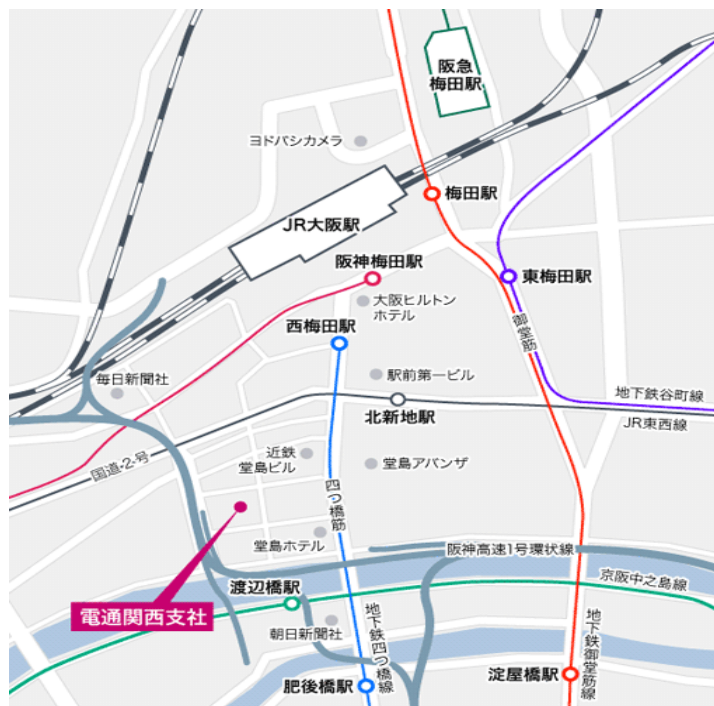 阪急
梅田駅
ヨドバシカメラ
梅田駅
JR大阪駅
阪神梅田駅
東梅田駅
大阪ヒルトン
ホテル
西梅田駅
御堂筋
駅前第一ビル
毎日新聞社
地下鉄谷町線
北新地駅
JR東西線
国道-2-号
近鉄
堂島ビル
堂島アバンザ
四つ橋筋
堂島ホテル
阪神高速1号環状線
京阪中之島線
渡辺橋駅
電通関西支社
朝日新聞社
地下鉄四つ橋線
地下鉄御堂筋線
肥後橋駅
淀屋橋駅